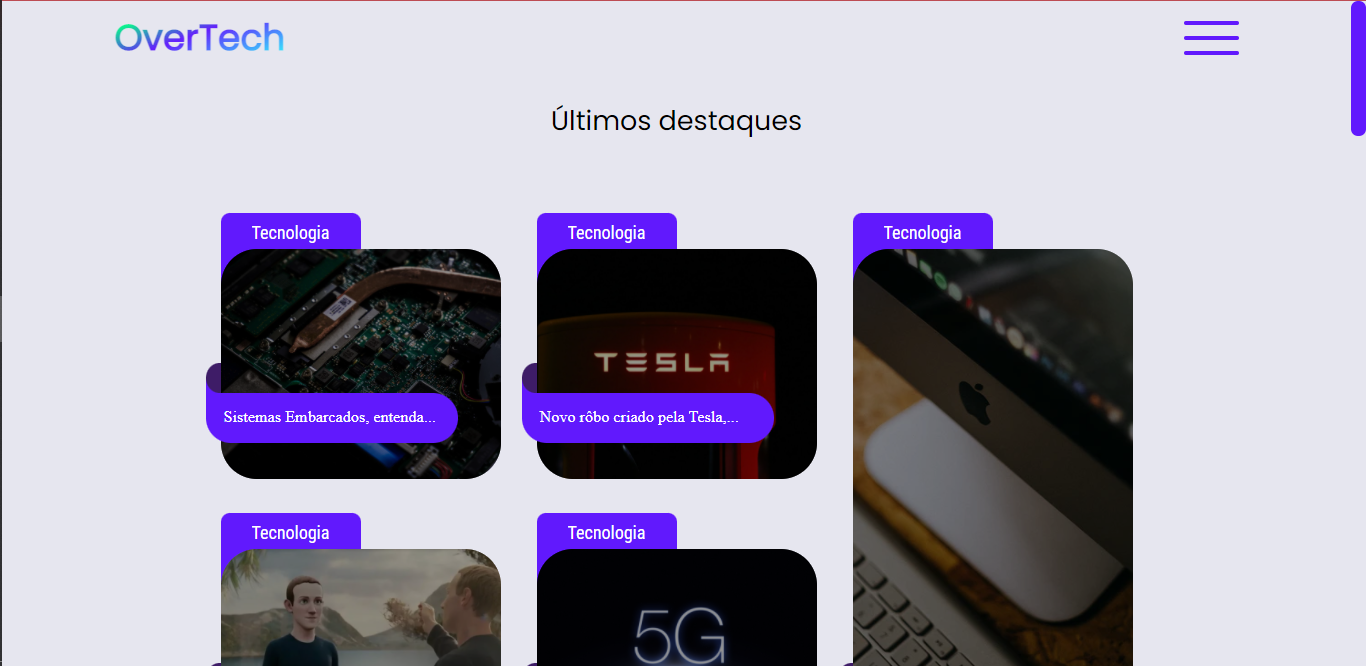 OverTech
Últimos destaques
Tecnologia
Tecnologia
Tecnologia
TESLA
Sistemas Embarcados, entenda...
Novo rôbo criado pela Tesla,...
Tecnologia
Tecnologia
5G